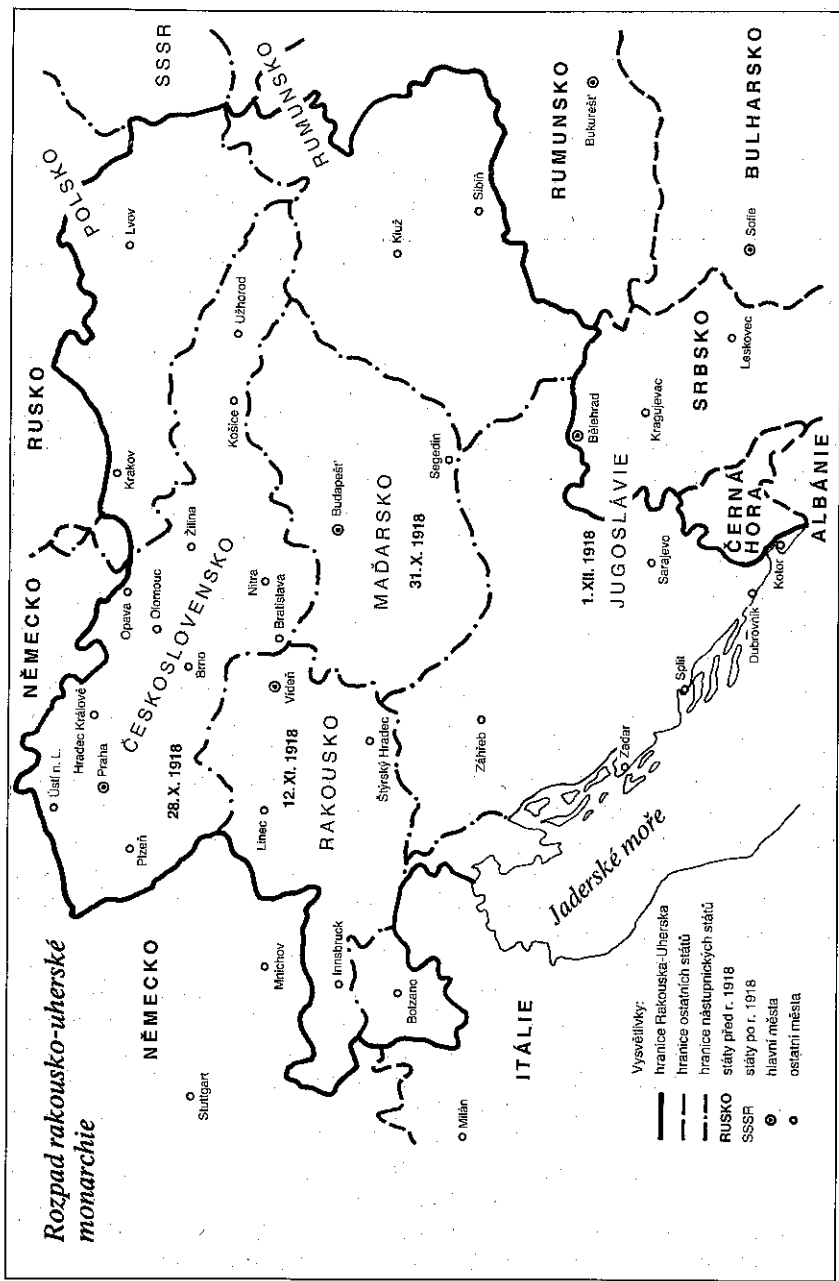 Rozpad rakousko-uherské
monarchie
NĚMECKO
RUSKO
POLSKO
SSSR
RUMUNSKO
Ústí n. L.
Hradec Králové
Praha
Plzeň
Opava
Olomouc
Brno
ČESKOSLOVENSKO
28.X. 1918
Krakov
Lvov
Žilina
Košice
Užhorod
Nitra
Bratislava
NĚMECKO
Stuttgart
Mnichov
Linec
Vídeň
12.XI. 1918
RAKOUSKO
Innsbruck
Štýrský Hradec
Bolzano
Budapešť
MAĎARSKO
31.X. 1918
Segedín
Kluž
Sibiň
RUMUNSKO
Bukurešť
Milán
ITÁLIE
Záhřeb
Zadar
Split
Dubrovník
Kotor
Jaderské moře
1.XII. 1918
JUGOSLÁVIE
Sarajevo
Bělehrad
Kragujevac
SRBSKO
Leskovec
ČERNÁ
HORA
ALBÁNIE
Sofie
BULHARSKO
Vysvětlivky:
hranice Rakouska-Uherska
hranice ostatních států
hranice nástupnických států
RUSKO státy před r. 1918
SSSR státy po r. 1918
hlavní města
ostatní města